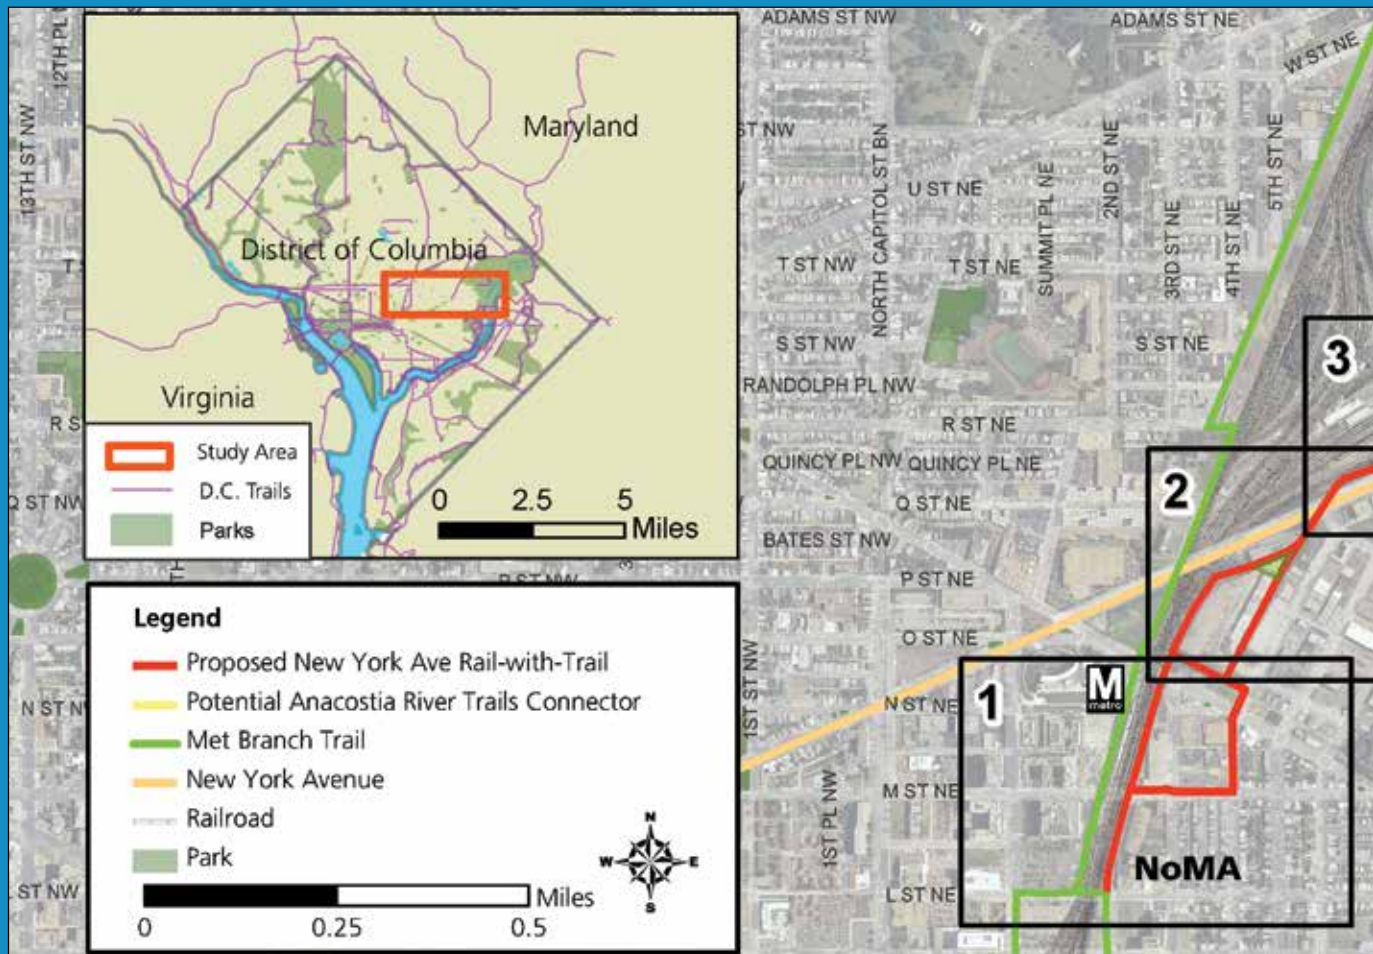 Maryland
District of Columbia
Virginia
Study Area
D.C. Trails
Parks
0 2.5 5
Miles
Legend
Proposed New York Ave Rail-with-Trail
Potential Anacostia River Trails Connector
Met Branch Trail
New York Avenue
Railroad
Park
N
W E
S
Miles
0 0.25 0.5
12TH PL
13TH ST NW
R S
Q ST NW
P ST NW
N ST N
ST NW
ADAMS ST NW
ADAMS ST NE
W ST NE
ST NW
NORTH CAPITOL ST BN
U ST NE
SUMMIT PL NE
2ND ST NE
3RD ST NE
4TH ST NE
5TH ST NE
T ST NW
T ST NE
S ST NW
S ST NE
RANDOLPH PL NW
R ST NE
QUINCY PL NW
QUINCY PL NE
Q ST NE
BATES ST NW
P ST NE
O ST NE
1ST ST NW
N ST NE
M ST NE
1ST PL NW
L ST NE
3
2
1
M
metro
NoMA